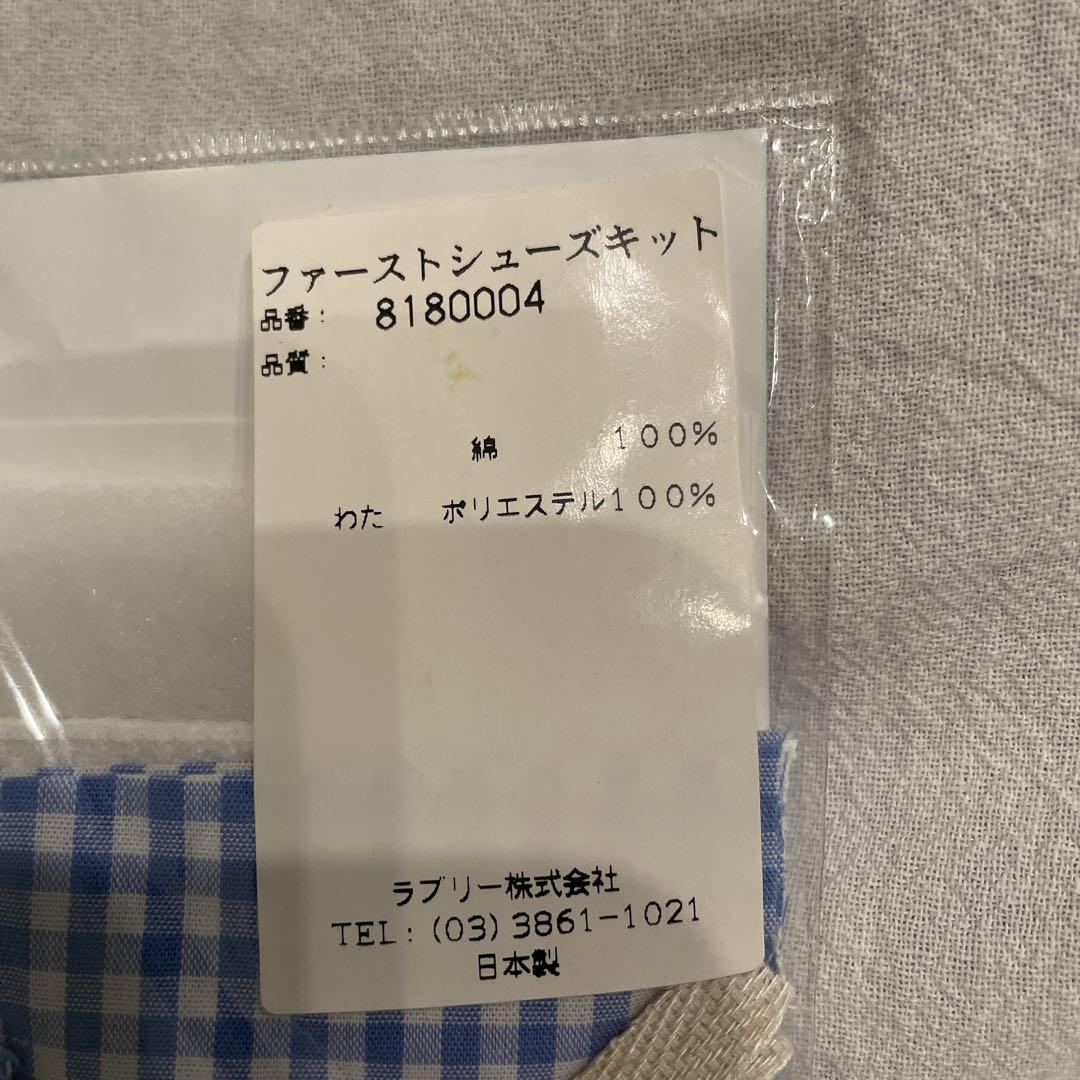 ファーストシューズキット
品番： 8180004
品質：
綿 １００％
わた ポリエステル１００％
ラブリー株式会社
TEL：(03)3861-1021
日本製